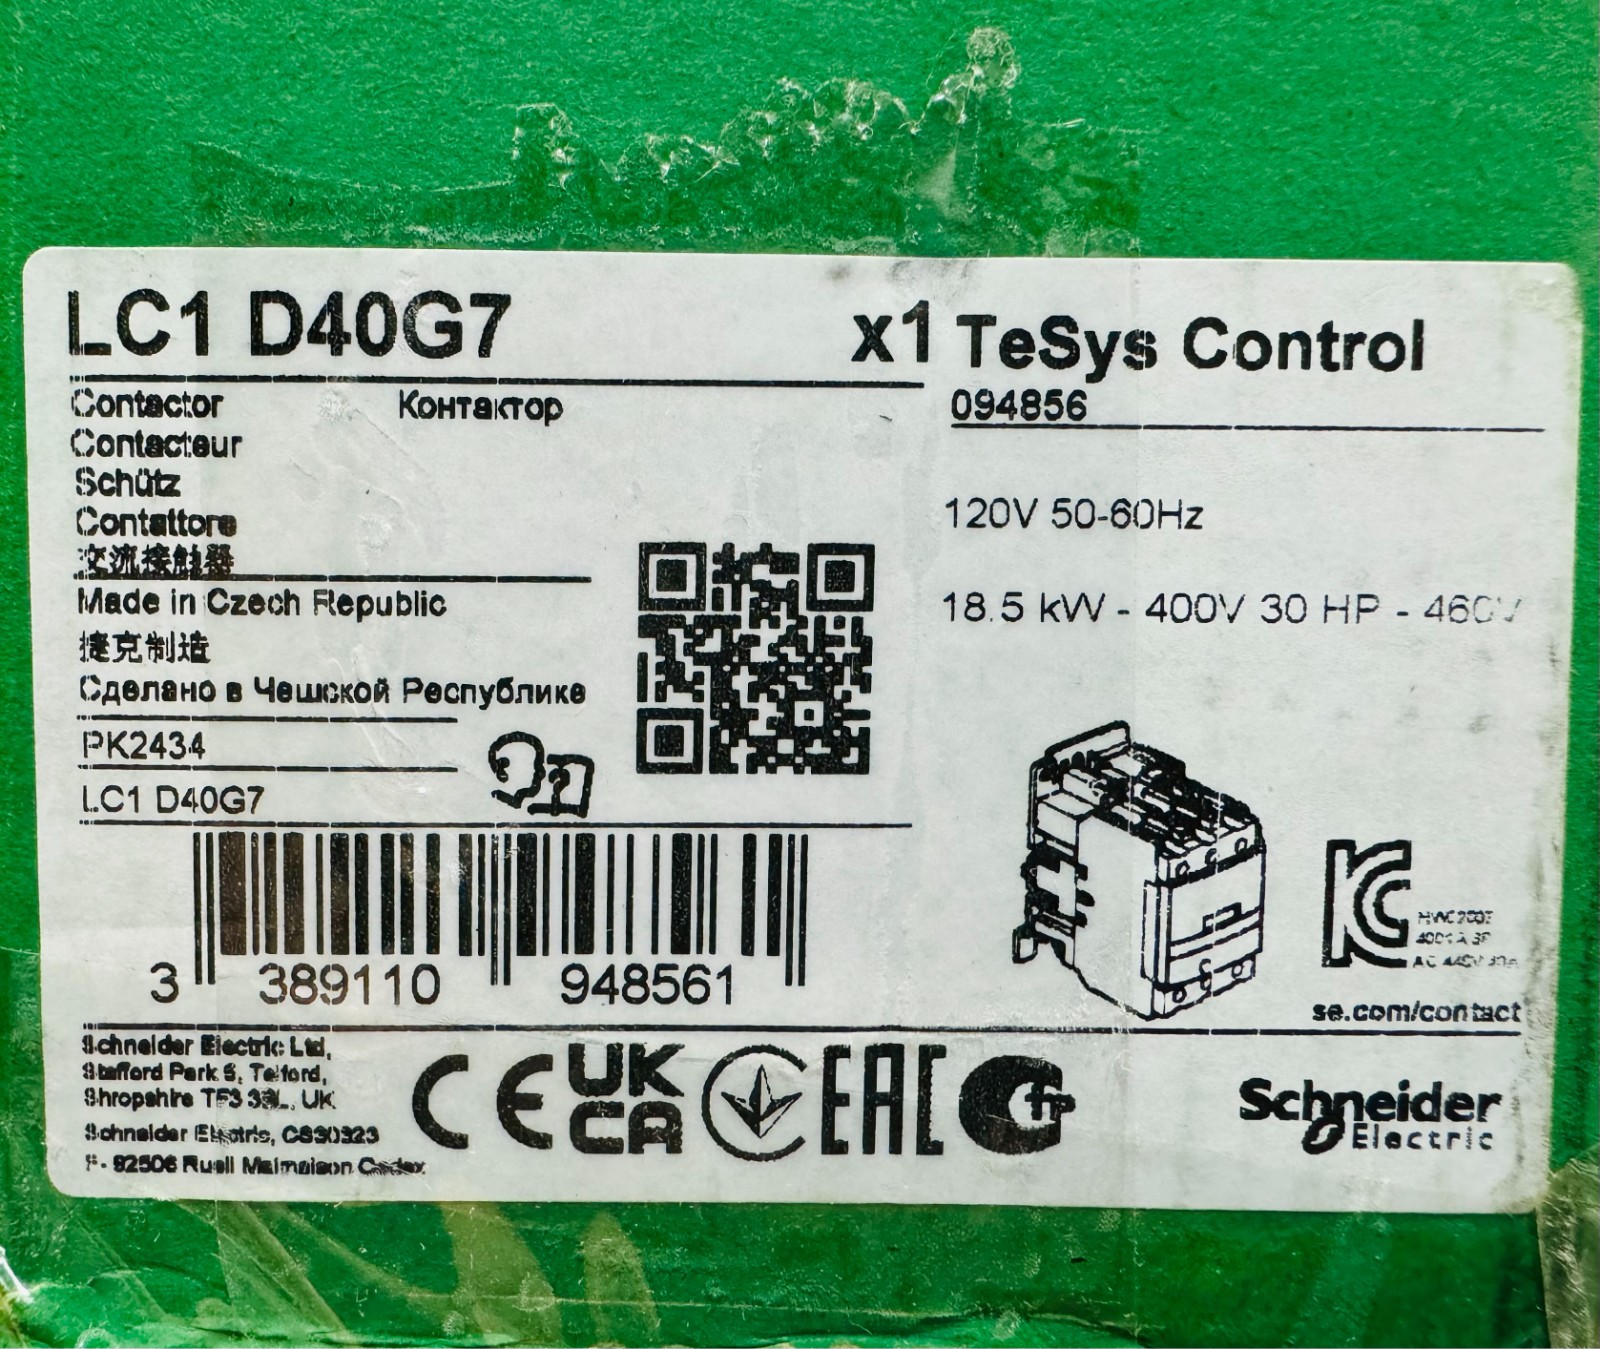 LC1 D40G7
x1
TeSys Control
094856
Contactor
Контактор
Contacteur
Schütz
Contattore
交流接触器
Made in Czech Republic
捷克制造
Сделано в Чешской Республике
PK2434
LC1 D40G7
120V 50-60Hz
18.5 kW - 400V 30 HP - 460V
3 389110 948561
se.com/contact
Schneider Electric Ltd,
Stafford Park 5, Telford,
Shropshire TF3 UK
Schneider Electric, CS30323
F- 92506 Rueil Malmaison Cedex
CE
UK
CA
EAC
Schneider
Electric